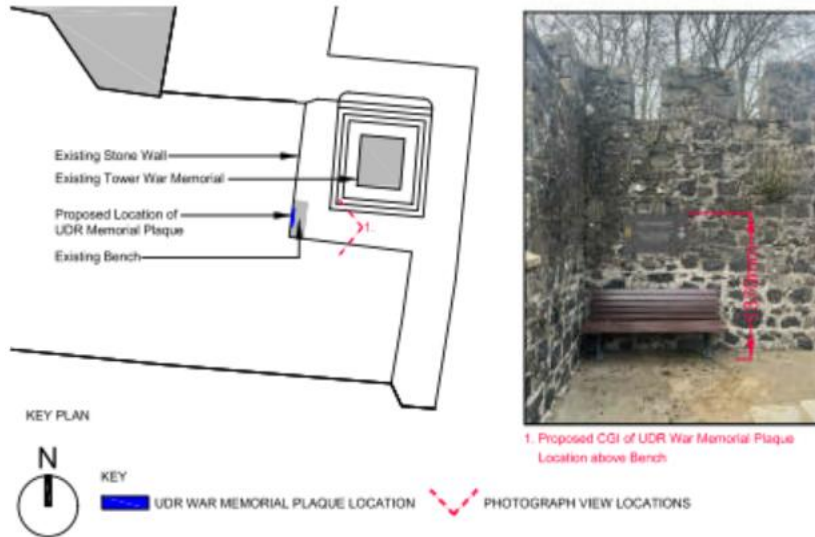 Existing Stone Wall
Existing Tower War Memorial
Proposed Location of
UDR Memorial Plaque
Existing Bench
1.
KEY PLAN
N
KEY
UDR WAR MEMORIAL PLAQUE LOCATION
PHOTOGRAPH VIEW LOCATIONS
1. Proposed CGI of UDR War Memorial Plaque
Location above Bench